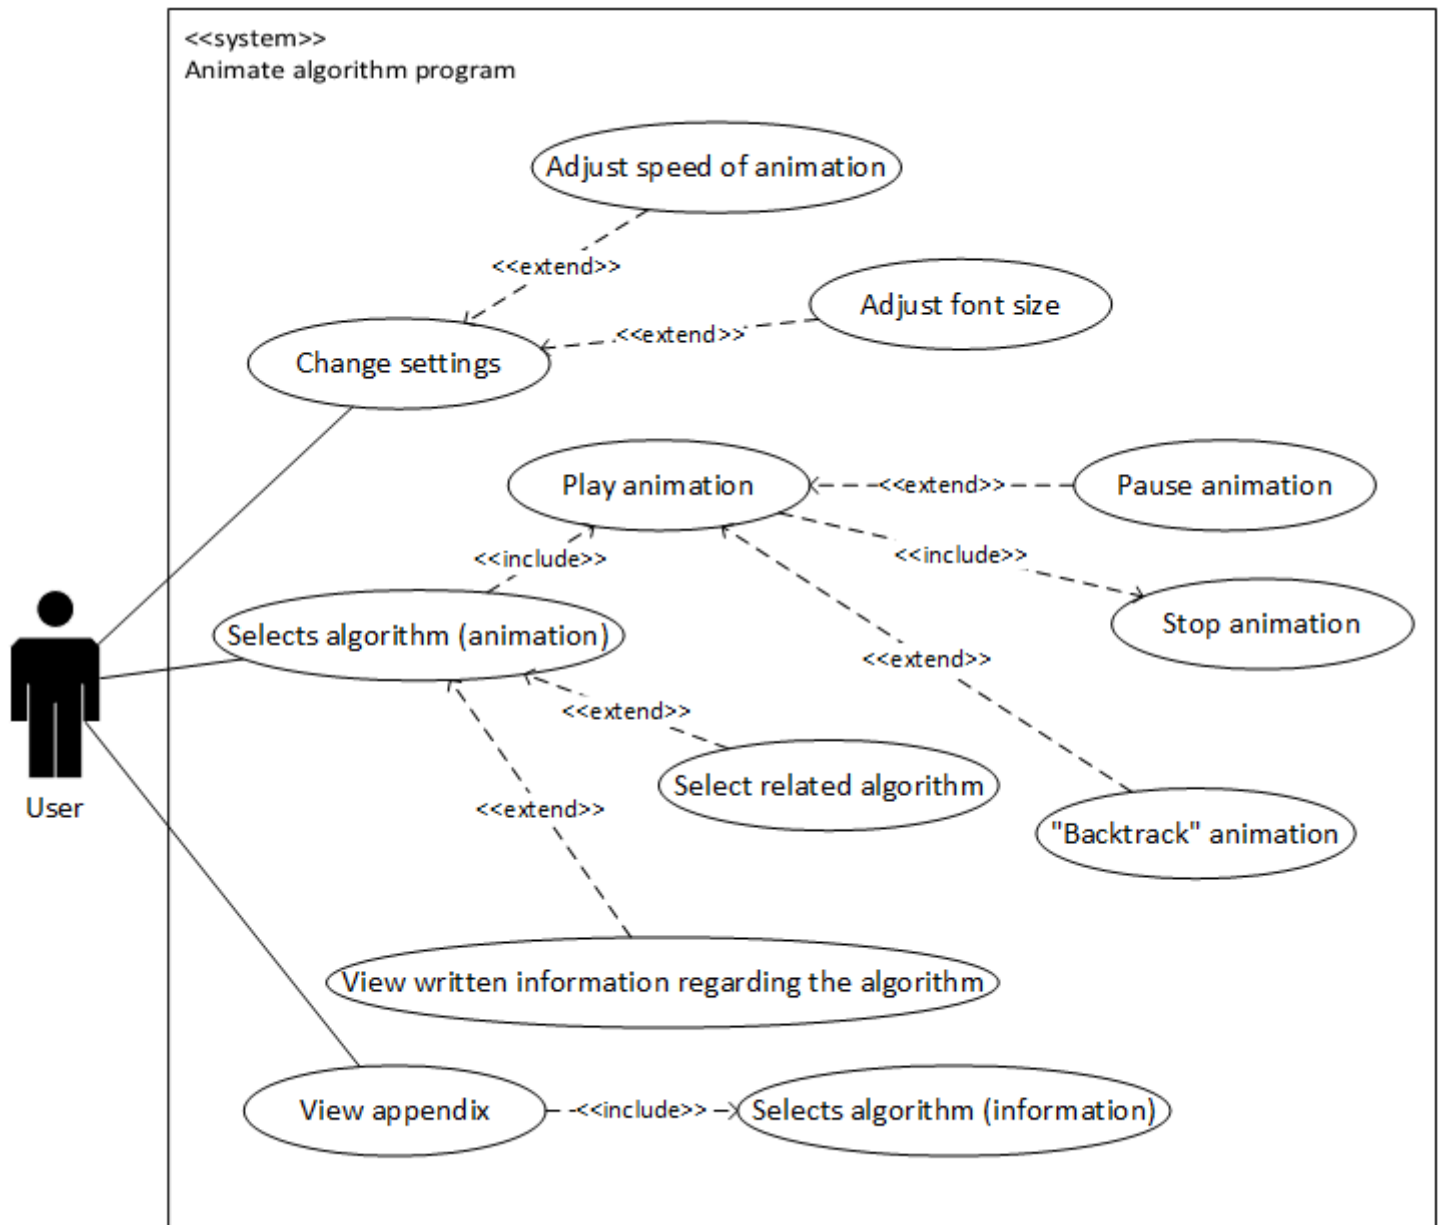 <<system>>
Animate algorithm program
Adjust speed of animation
<<extend>>
Adjust font size
<<extend>>
Change settings
Play animation
<<extend>>
Pause animation
<<include>>
<<include>>
Stop animation
Selects algorithm (animation)
<<extend>>
<<extend>>
Select related algorithm
<<extend>>
User
"Backtrack" animation
View written information regarding the algorithm
View appendix
<<include>>
Selects algorithm (information)